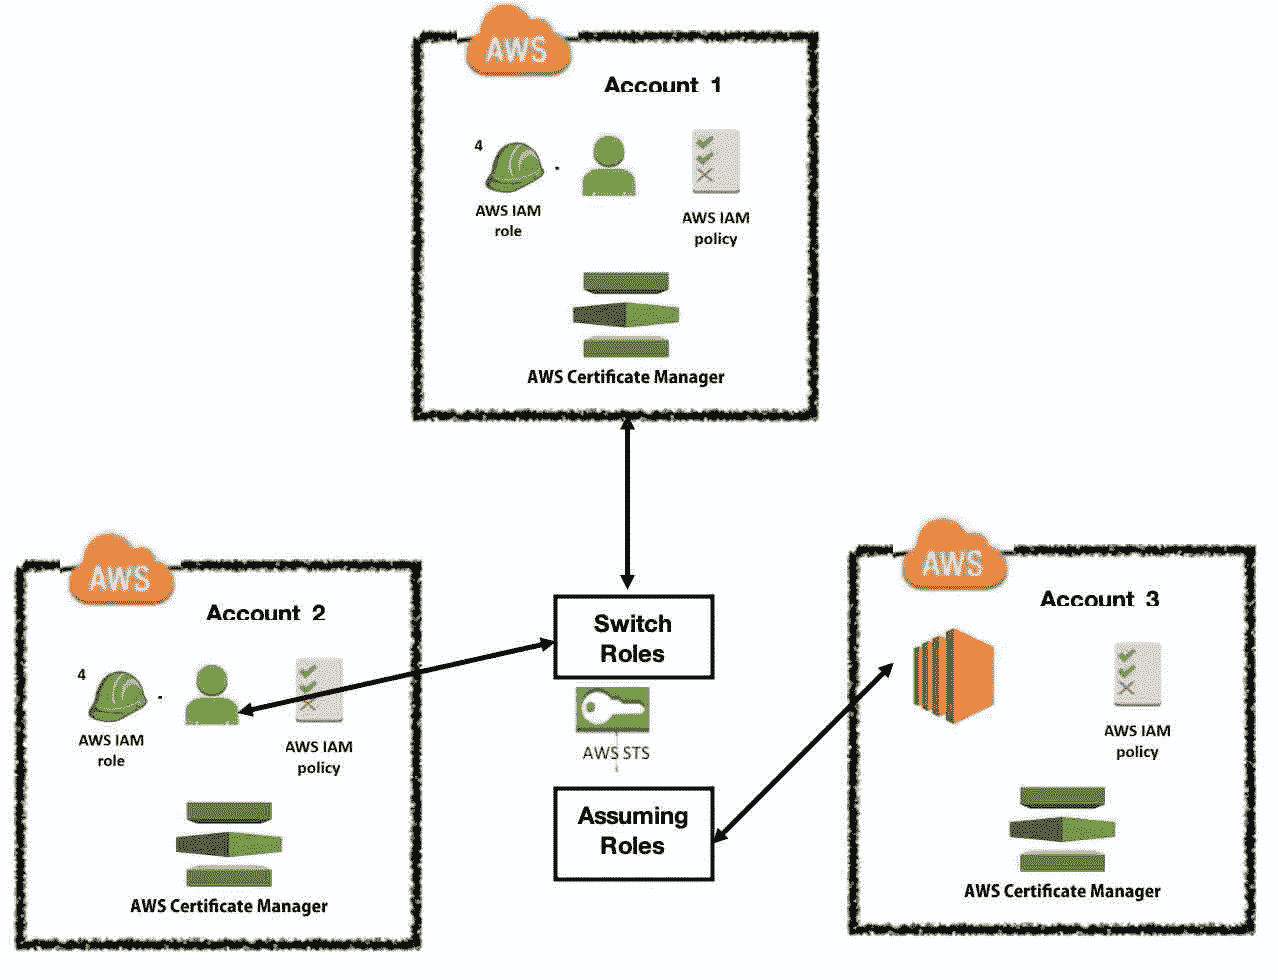 AWS
Account 1
4
AWS IAM
role
AWS IAM
policy
AWS Certificate Manager
AWS
Account 2
4
AWS IAM
role
AWS IAM
policy
AWS Certificate Manager
Switch
Roles
AWS STS
Assuming
Roles
AWS
Account 3
AWS IAM
policy
AWS Certificate Manager